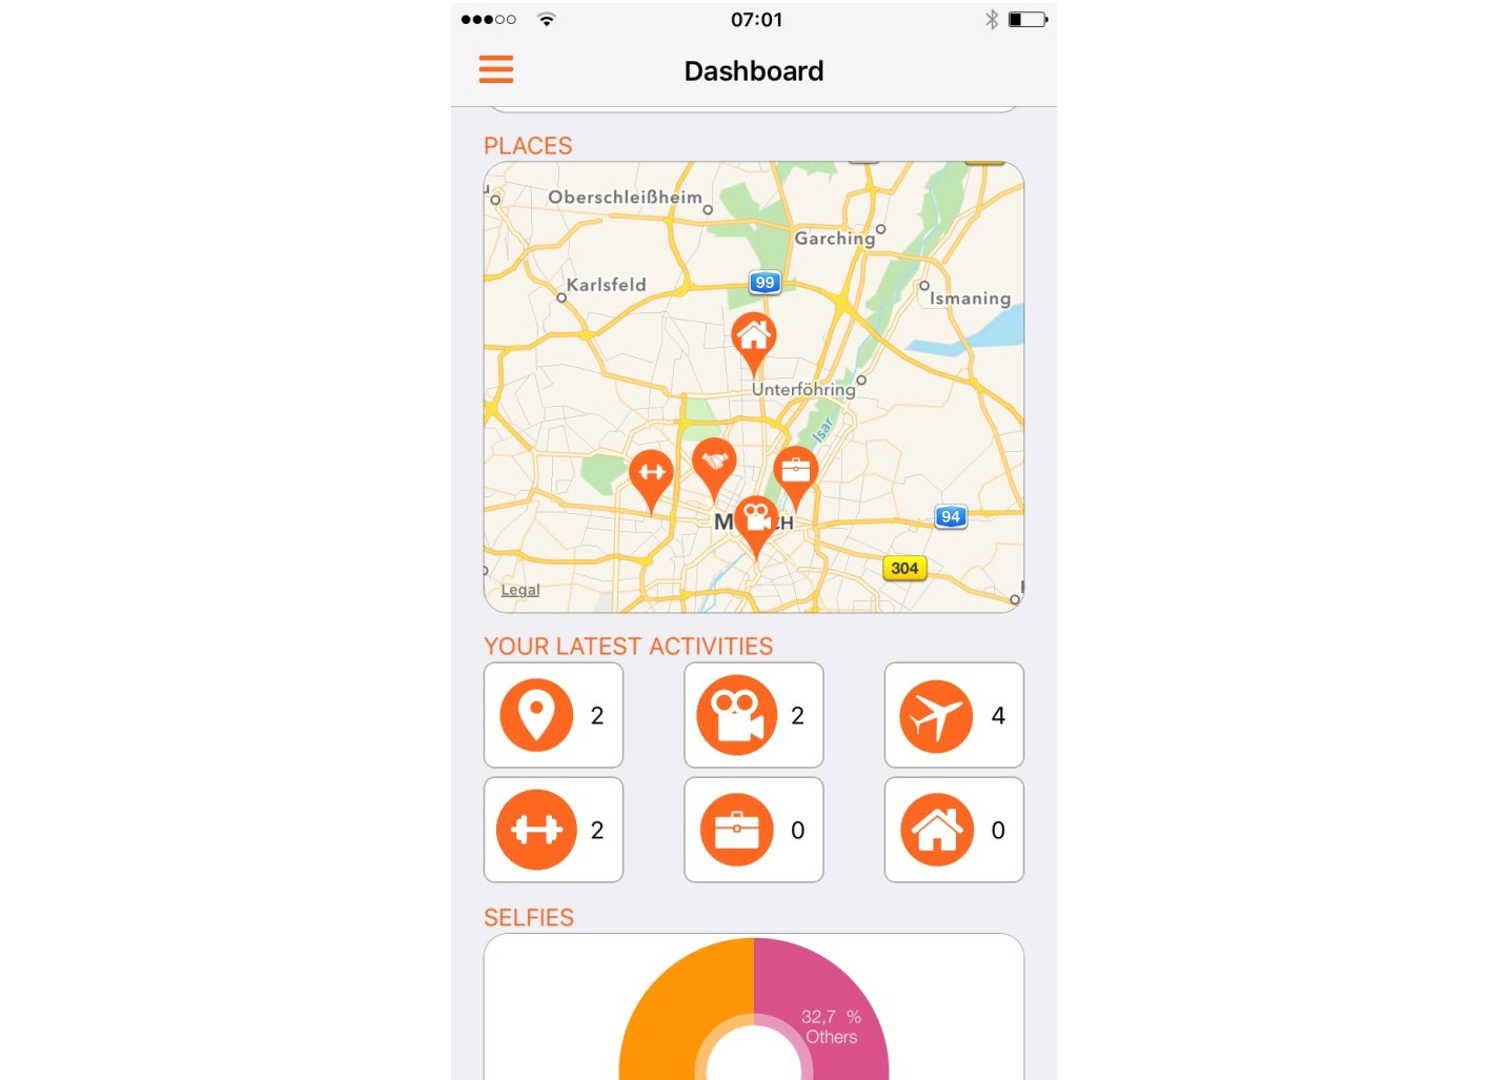 07:01
Dashboard
PLACES
Oberschleißheim
Garching
Karlsfeld
99
Ismaning
Unterföhring
Isar
94
304
Legal
YOUR LATEST ACTIVITIES
2
2
4
2
0
0
SELFIES
32,7 %
Others